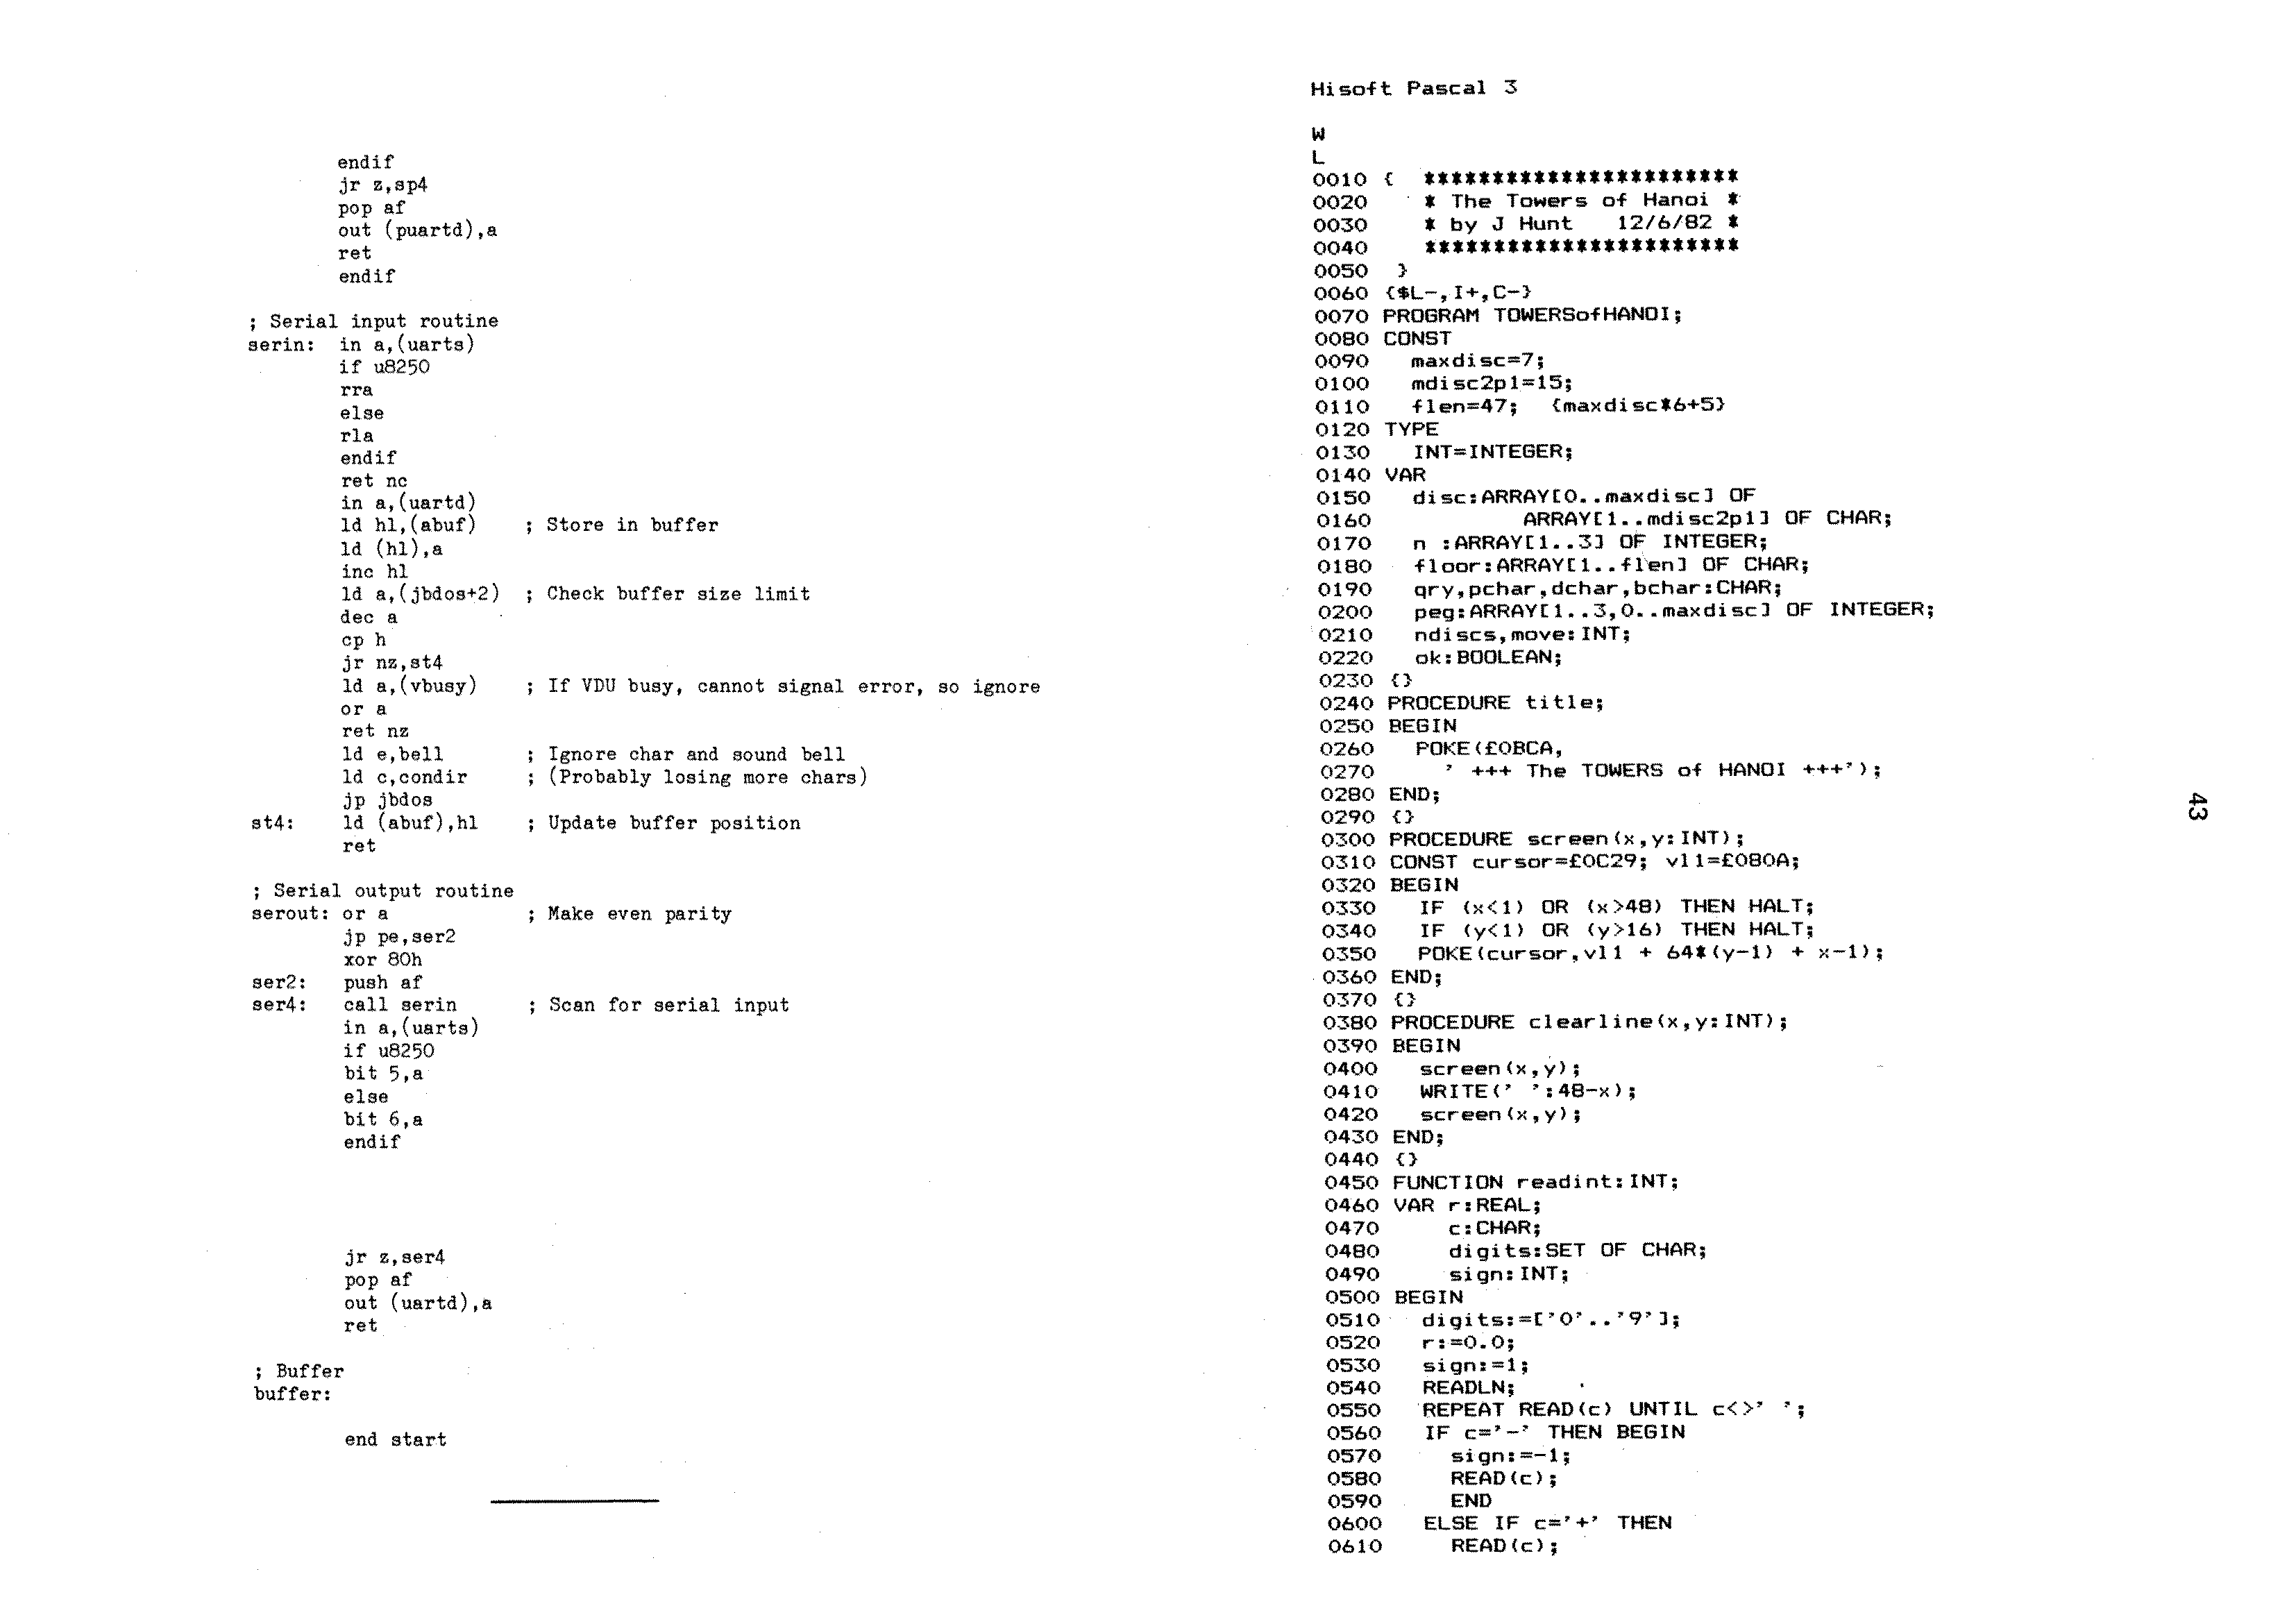 endif
        jr z,sp4
        pop af
        out (puartd),a
        ret
        endif

; Serial input routine
serin:  in a,(uarts)
        if u8250
        rra
        else
        rla
        endif
        ret nc
        in a,(uartd)
        ld hl,(abuf)    ; Store in buffer
        ld (hl),a
        inc hl
        ld a,(jbdos+2)  ; Check buffer size limit
        dec a
        cp h
        jr nz,st4
        ld a,(vbusy)    ; If VDU busy, cannot signal error, so ignore
        or a
        ret nz
        ld e,bell       ; Ignore char and sound bell
        ld c,condir     ; (Probably losing more chars)
        jp jbdos
st4:    ld (abuf),hl    ; Update buffer position
        ret

; Serial output routine
serout: or a            ; Make even parity
        jp pe,ser2
        xor 80h
ser2:   push af
ser4:   call serin      ; Scan for serial input
        in a,(uarts)
        if u8250
        bit 5,a
        else
        bit 6,a
        endif

        jr z,ser4
        pop af
        out (uartd),a
        ret

; Buffer
buffer:

        end start

Hisoft Pascal 3

W
L
0010 {  ***********************
0020    * The Towers of Hanoi *
0030    * by J Hunt   12/6/82 *
0040    ***********************
0050  }
0060 {$L-,I+,C-}
0070 PROGRAM TOWERSofHANOI;
0080 CONST
0090   maxdisc=7;
0100   mdisc2p1=15;
0110   flen=47;  {maxdisc*6+5}
0120 TYPE
0130   INT=INTEGER;
0140 VAR
0150   disc:ARRAY[0..maxdisc] OF
0160           ARRAY[1..mdisc2p1] OF CHAR;
0170   n :ARRAY[1..3] OF INTEGER;
0180   floor:ARRAY[1..flen] OF CHAR;
0190   qry,pchar,dchar,bchar:CHAR;
0200   peg:ARRAY[1..3,0..maxdisc] OF INTEGER;
0210   ndiscs,move:INT;
0220   ok:BOOLEAN;
0230 {}
0240 PROCEDURE title;
0250 BEGIN
0260   POKE(£0BCA,
0270     ' +++ The TOWERS of HANOI +++');
0280 END;
0290 {}
0300 PROCEDURE screen(x,y:INT);
0310 CONST cursor=£0C29; vl1=£080A;
0320 BEGIN
0330   IF (x<1) OR (x>48) THEN HALT;
0340   IF (y<1) OR (y>16) THEN HALT;
0350   POKE(cursor,vl1 + 64*(y-1) + x-1);
0360 END;
0370 {}
0380 PROCEDURE clearline(x,y:INT);
0390 BEGIN
0400   screen(x,y);
0410   WRITE(' ':48-x);
0420   screen(x,y);
0430 END;
0440 {}
0450 FUNCTION readint:INT;
0460 VAR r:REAL;
0470     c:CHAR;
0480     digits:SET OF CHAR;
0490     sign:INT;
0500 BEGIN
0510   digits:=['0'..'9'];
0520   r:=0.0;
0530   sign:=1;
0540   READLN;
0550   REPEAT READ(c) UNTIL c<>' ';
0560   IF c='-' THEN BEGIN
0570     sign:=-1;
0580     READ(c);
0590     END
0600   ELSE IF c='+' THEN
0610     READ(c);
43